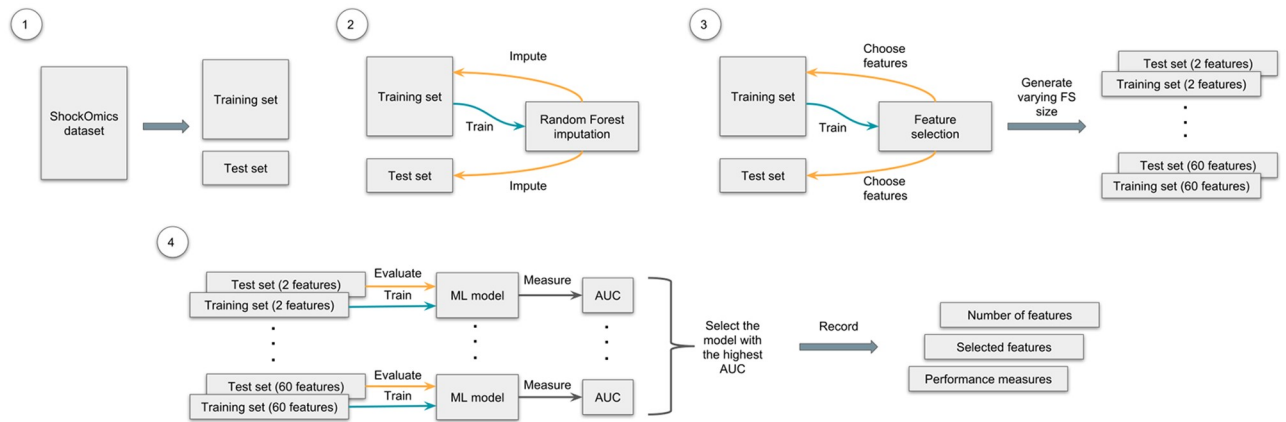 1
ShockOmics
dataset
Training set
Test set
2
Training set
Impute
Train
Random Forest
imputation
Test set
Impute
3
Training set
Choose
features
Train
Feature
selection
Test set
Choose
features
Generate
varying FS
size
Test set (2 features)
Training set (2 features)
Test set (60 features)
Training set (60 features)
4
Test set (2 features)
Training set (2 features)
Evaluate
Train
ML model
Measure
AUC
Test set (60 features)
Training set (60 features)
Evaluate
Train
ML model
Measure
AUC
Select the
model with
the highest
AUC
Record
Number of features
Selected features
Performance measures